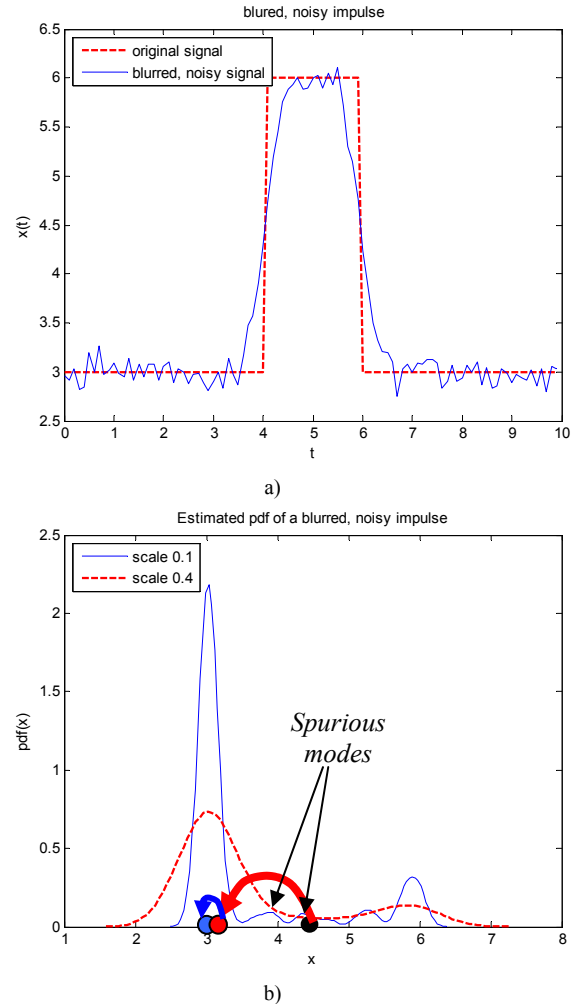 blured, noisy impulse
6.5
6
5.5
5
4.5
4
3.5
3
2.5
x(t)
original signal
blurred, noisy signal
0 1 2 3 4 5 6 7 8 9 10
t
a)
Estimated pdf of a blurred, noisy impulse
2.5
2
1.5
1
0.5
0
pdf(x)
scale 0.1
scale 0.4
Spurious
modes
1 2 3 4 5 6 7 8
x
b)